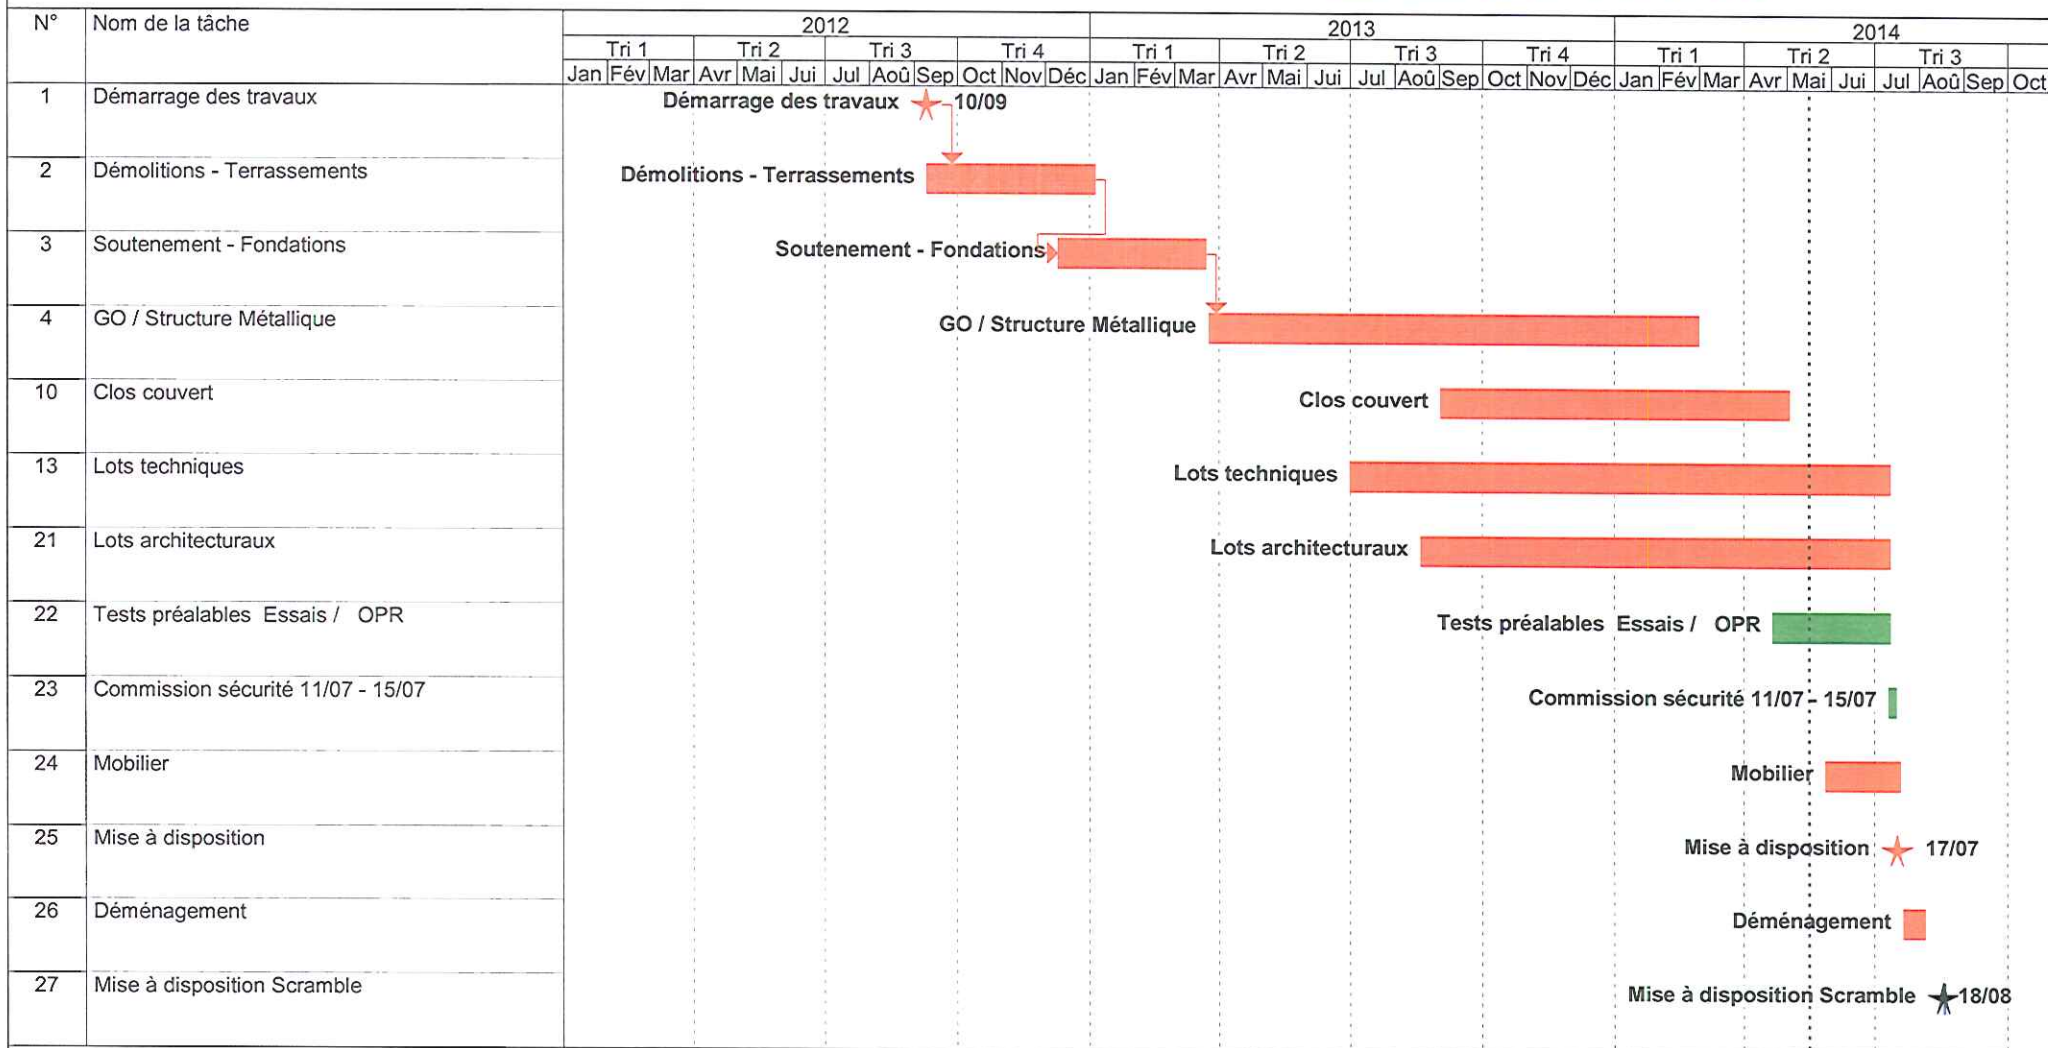 N° Nom de la tâche 2012 2013 2014
Tri 1 Tri 2 Tri 3 Tri 4 Tri 1 Tri 2 Tri 3 Tri 4 Tri 1 Tri 2 Tri 3
Jan Fév Mar Avr Mai Jui Jul Aoû Sep Oct Nov Déc Jan Fév Mar Avr Mai Jui Jul Aoû Sep Oct Nov Déc Jan Fév Mar Avr Mai Jui Jul Aoû Sep Oct
1 Démarrage des travaux Démarrage des travaux 10/09
2 Démolitions - Terrassements Démolitions - Terrassements
3 Soutenement - Fondations Soutenement - Fondations
4 GO / Structure Métallique GO / Structure Métallique
10 Clos couvert Clos couvert
13 Lots techniques Lots techniques
21 Lots architecturaux Lots architecturaux
22 Tests préalables Essais / OPR Tests préalables Essais / OPR
23 Commission sécurité 11/07 - 15/07 Commission sécurité 11/07 - 15/07
24 Mobilier Mobilier
25 Mise à disposition Mise à disposition 17/07
26 Déménagement Déménagement
27 Mise à disposition Scramble Mise à disposition Scramble 18/08